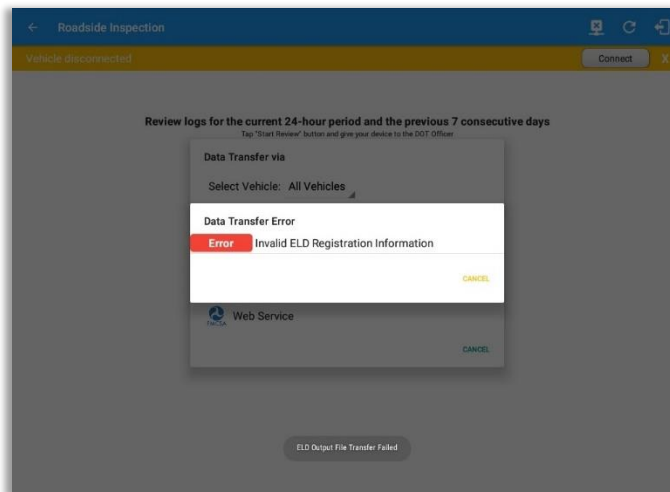 Roadside Inspection
Vehicle disconnected
Connect
X
Review logs for the current 24-hour period and the previous 7 consecutive days
Tap "Start Review" button and give your device to the DOT Officer
Data Transfer via
Select Vehicle: All Vehicles
Data Transfer Error
Error Invalid ELD Registration Information
CANCEL
FMCSA
Web Service
CANCEL
ELD Output File Transfer Failed